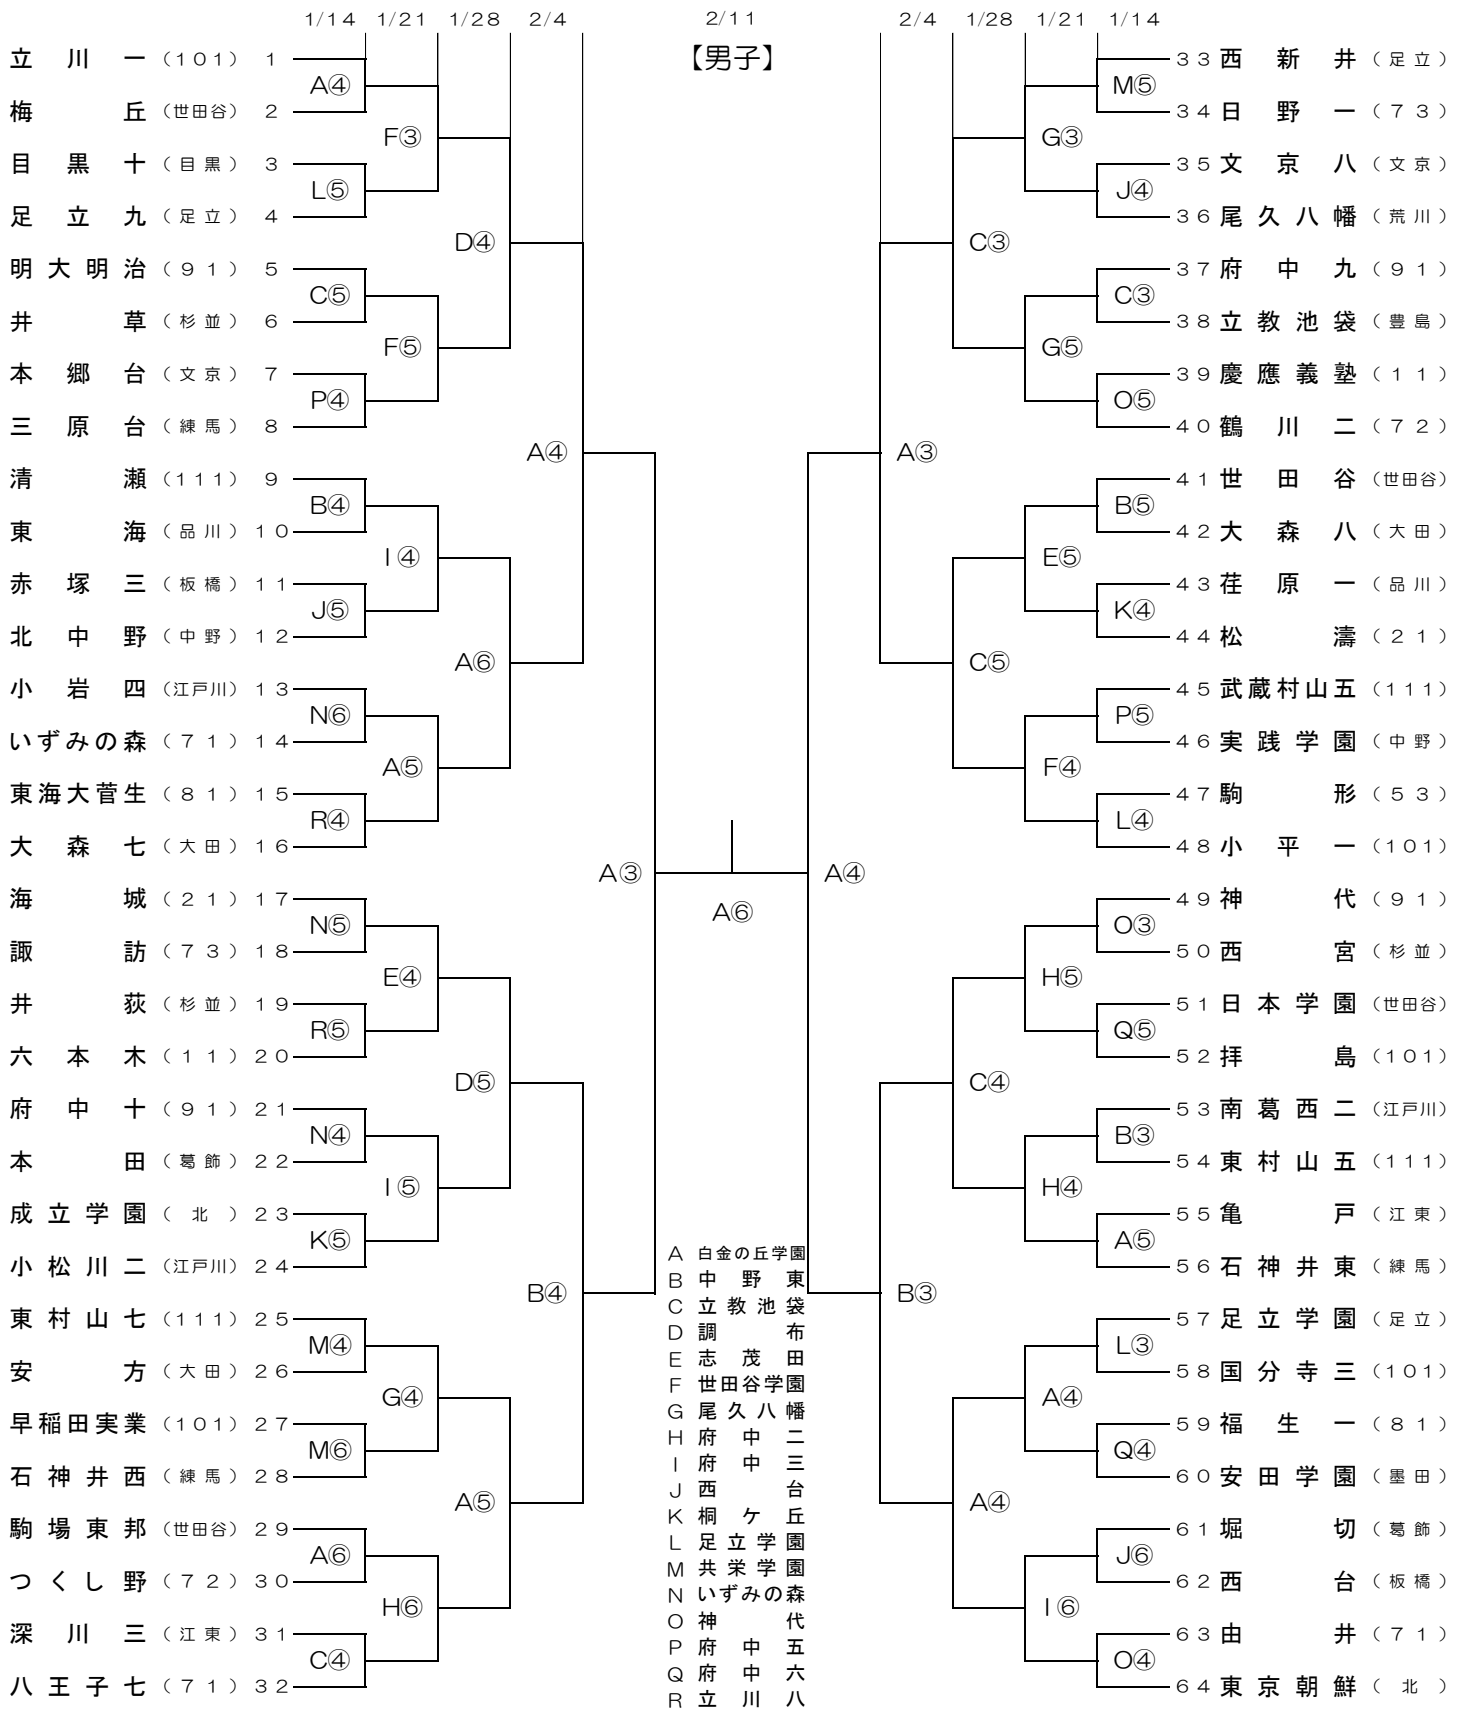 1/14 1/21 1/28 2/4 2/11 2/4 1/28 1/21 1/14
【男子】
立川一 (101) 1
A④
梅丘 (世田谷) 2
F③
目黒十 (目黒) 3
L⑤
足立九 (足立) 4
D④
明大明治 (91) 5
C⑤
井草 (杉並) 6
F⑤
本郷台 (文京) 7
P④
三原台 (練馬) 8
A④
清瀬 (111) 9
B④
東海 (品川) 10
I④
赤塚三 (板橋) 11
J⑤
北中野 (中野) 12
A⑥
小岩四 (江戸川) 13
N⑥
いずみの森 (71) 14
A⑤
東海大菅生 (81) 15
R④
大森七 (大田) 16
A③
海城 (21) 17
N⑤
諏訪 (73) 18
E④
井荻 (杉並) 19
R⑤
六本木 (11) 20
D⑤
府中十 (91) 21
N④
本田 (葛飾) 22
I⑤
成立学園 (北) 23
K⑤
小松川二 (江戸川) 24
B④
東村山七 (111) 25
M④
安方 (大田) 26
G④
早稲田実業 (101) 27
M⑥
石神井西 (練馬) 28
A⑤
駒場東邦 (世田谷) 29
A⑥
つくし野 (72) 30
H⑥
深川三 (江東) 31
C④
八王子七 (71) 32
A⑥
A 白金の丘学園
B 中野東
C 立教池袋
D 調布
E 志茂田
F 世田谷学園
G 尾久八幡
H 府中二
I 府中三
J 西台
K 桐ケ丘
L 足立学園
M 共栄学園
N いずみの森
O 神代
P 府中五
Q 府中六
R 立川八
33 西新井 (足立)
M⑤
34 日野一 (73)
G③
35 文京八 (文京)
J④
36 尾久八幡 (荒川)
C③
37 府中九 (91)
C③
38 立教池袋 (豊島)
G⑤
39 慶應義塾 (11)
O⑤
40 鶴川二 (72)
A③
41 世田谷 (世田谷)
B⑤
42 大森八 (大田)
E⑤
43 荏原一 (品川)
K④
44 松濤 (21)
C⑤
45 武蔵村山五 (111)
P⑤
46 実践学園 (中野)
F④
47 駒形 (53)
L④
48 小平一 (101)
A④
49 神代 (91)
O③
50 西宮 (杉並)
H⑤
51 日本学園 (世田谷)
Q⑤
52 拝島 (101)
C④
53 南葛西二 (江戸川)
B③
54 東村山五 (111)
H④
55 亀戸 (江東)
A⑤
56 石神井東 (練馬)
B③
57 足立学園 (足立)
L③
58 国分寺三 (101)
A④
59 福生一 (81)
Q④
60 安田学園 (墨田)
A④
61 堀切 (葛飾)
J⑥
62 西台 (板橋)
I⑥
63 由井 (71)
O④
64 東京朝鮮 (北)